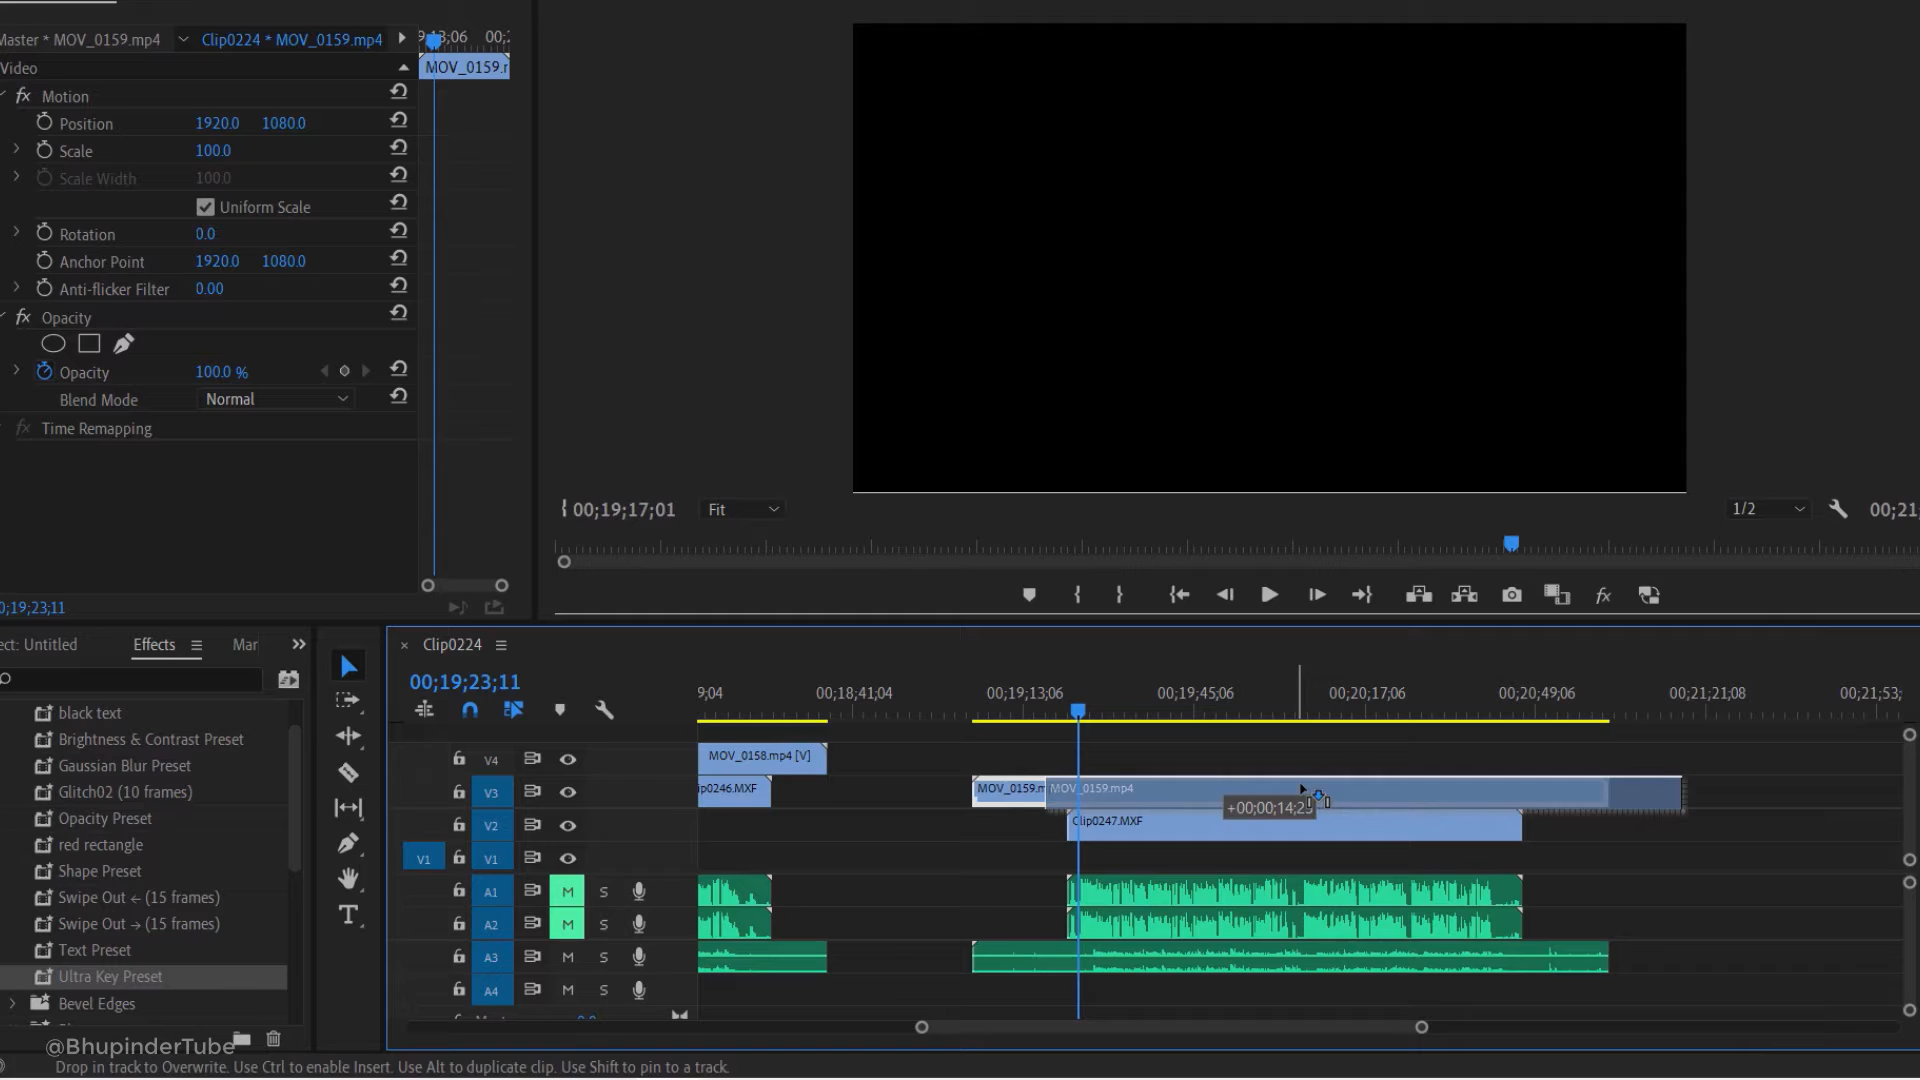 Master * MOV_0159.mp4
Clip0224 * MOV_0159.mp4
MOV_0159.
Video
Motion
Position 1920.0 1080.0
Scale 100.0
Scale Width 100.0
Uniform Scale
Rotation 0.0
Anchor Point 1920.0 1080.0
Anti-flicker Filter 0.00
fx Opacity
Opacity 100.0 %
Blend Mode Normal
fx Time Remapping
0;19;23;11
00;19;17;01
Fit
1/2
00;21;
fx
ect: Untitled
Effects
Mar
black text
Brightness & Contrast Preset
Gaussian Blur Preset
Glitch02 (10 frames)
Opacity Preset
red rectangle
Shape Preset
Swipe Out ← (15 frames)
Swipe Out → (15 frames)
Text Preset
Ultra Key Preset
Bevel Edges
Clip0224
00;19;23;11
9;04 00;18;41;04 00;19;13;06 00;19;45;06 00;20;17;06 00;20;49;06 00;21;21;08 00;21;53;
V4 MOV_0158.mp4 [V]
V3 ip0246.XMF MOV_0159.m MOV_0159.mp4
+00;00;14;2
V2 Clip0247.MXF
V1 V1
A1 M S
A2 M S
A3 M S
A4 M S
@BhupinderTube
Drop in track to Overwrite. Use Ctrl to enable Insert. Use Alt to duplicate clip. Use Shift to pin to a track.